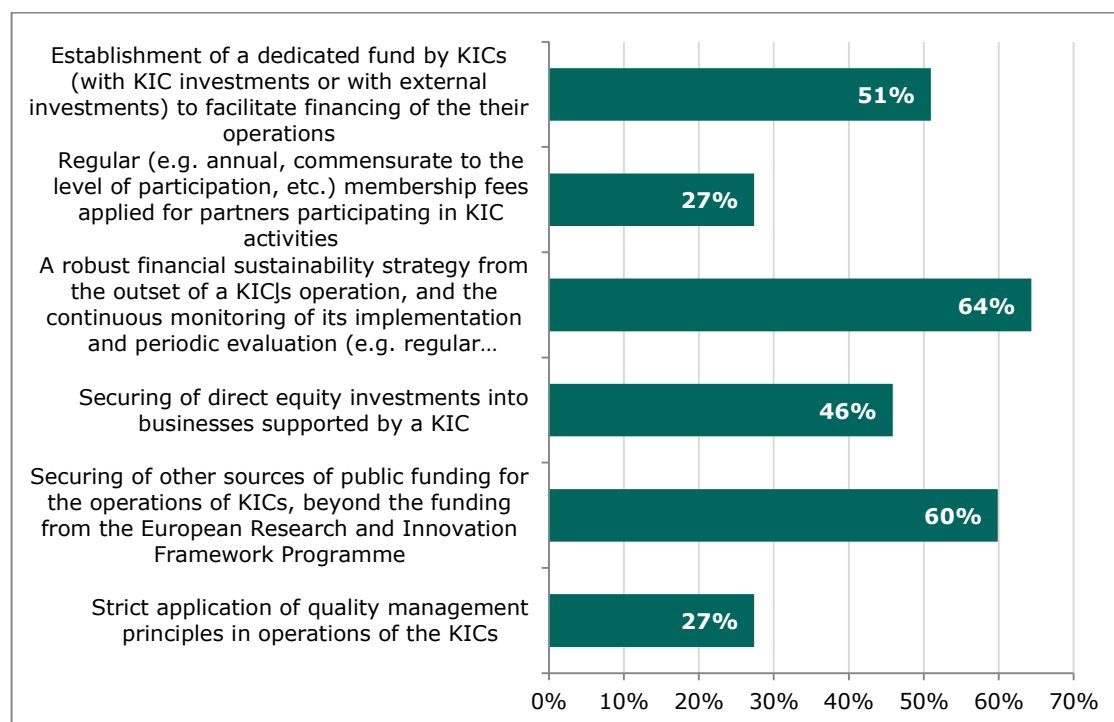 Establishment of a dedicated fund by KICs
(with KIC investments or with external
investments) to facilitate financing of the their
operations
51%
Regular (e.g. annual, commensurate to the
level of participation, etc.) membership fees
applied for partners participating in KIC
activities
27%
A robust financial sustainability strategy from
the outset of a KICļs operation, and the
continuous monitoring of its implementation
and periodic evaluation (e.g. regular…
64%
Securing of direct equity investments into
businesses supported by a KIC
46%
Securing of other sources of public funding for
the operations of KICs, beyond the funding
from the European Research and Innovation
Framework Programme
60%
Strict application of quality management
principles in operations of the KICs
27%
0% 10% 20% 30% 40% 50% 60% 70%